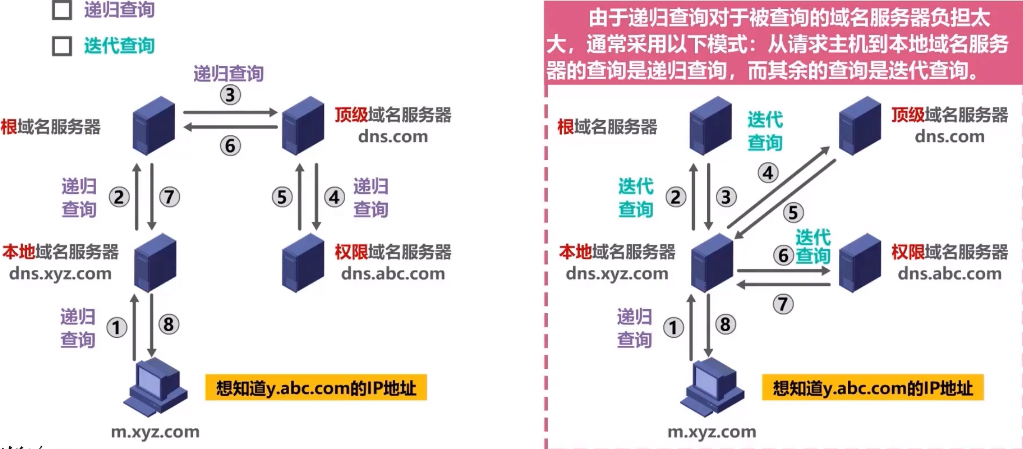 递归查询
迭代查询
递归查询
③
根域名服务器
顶级域名服务器
dns.com
⑥
递归
查询
②
⑦
⑤
④
递归
查询
本地域名服务器
dns.xyz.com
权限域名服务器
dns.abc.com
递归
查询
①
⑧
想知道y.abc.com的IP地址
m.xyz.com
由于递归查询对于被查询的域名服务器负担太
大，通常采用以下模式：从请求主机到本地域名服务
器的查询是递归查询，而其余的查询是迭代查询。
根域名服务器
迭代
查询
顶级域名服务器
dns.com
④
迭代
查询
②
③
⑤
本地域名服务器
dns.xyz.com
迭代
查询
⑥
权限域名服务器
dns.abc.com
⑦
递归
查询
①
⑧
想知道y.abc.com的IP地址
m.xyz.com